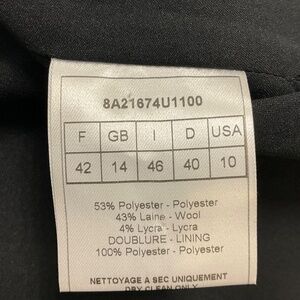 8A21674U1100
F GB I D USA
42 14 46 40 10
53% Polyester - Polyester
43% Laine - Wool
4% Lycra - Lycra
DOUBLURE - LINING
100% Polyester - Polyester
NETTOYAGE A SEC UNIQUEMENT
DRY CLEAN ONLY